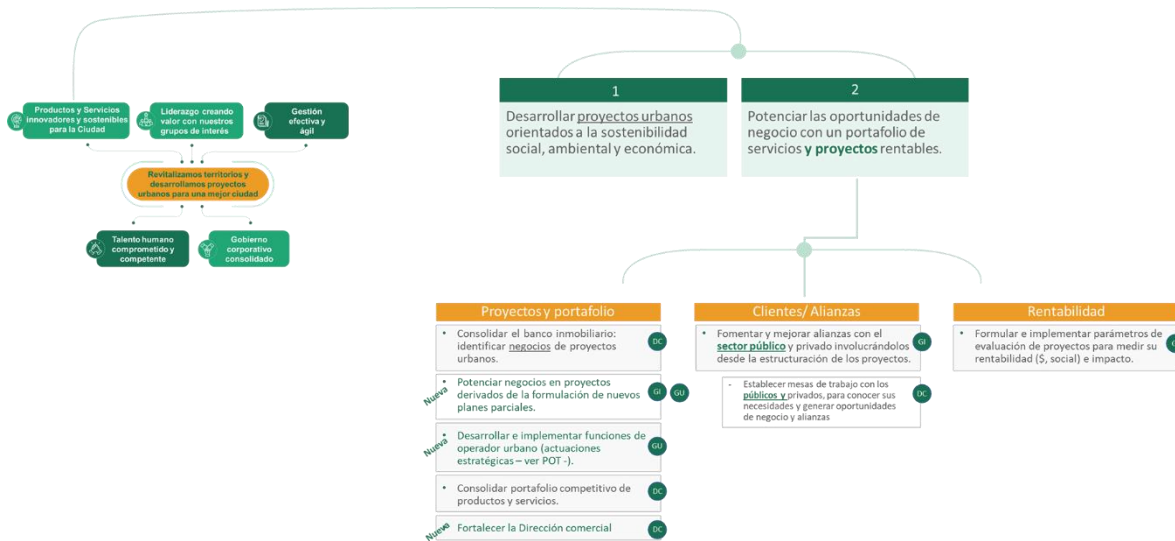 Productos y Servicios
innovadores y sostenibles
para la Ciudad
Liderazgo creando
valor con nuestros
grupos de interés
Gestión
efectiva y
ágil
Revitalizamos territorios y
desarrollamos proyectos
urbanos para una mejor ciudad
Talento humano
comprometido y
competente
Gobierno
corporativo
consolidado
1
Desarrollar proyectos urbanos
orientados a la sostenibilidad
social, ambiental y económica.
2
Potenciar las oportunidades de
negocio con un portafolio de
servicios y proyectos rentables.
Proyectos y portafolio
• Consolidar el banco inmobiliario:
identificar negocios de proyectos
urbanos.
DC
Nueva
• Potenciar negocios en proyectos
derivados de la formulación de nuevos
planes parciales.
GI GU
Nueva
• Desarrollar e implementar funciones de
operador urbano (actuaciones
estratégicas – ver POT -).
GU
• Consolidar portafolio competitivo de
productos y servicios.
DC
Nueva
• Fortalecer la Dirección comercial
DC
Clientes/ Alianzas
• Fomentar y mejorar alianzas con el
sector público y privado involucrándolos
desde la estructuración de los proyectos.
GI
- Establecer mesas de trabajo con los
públicos y privados, para conocer sus
necesidades y generar oportunidades
de negocio y alianzas
DC
Rentabilidad
• Formular e implementar parámetros de
evaluación de proyectos para medir su
rentabilidad ($, social) e impacto.